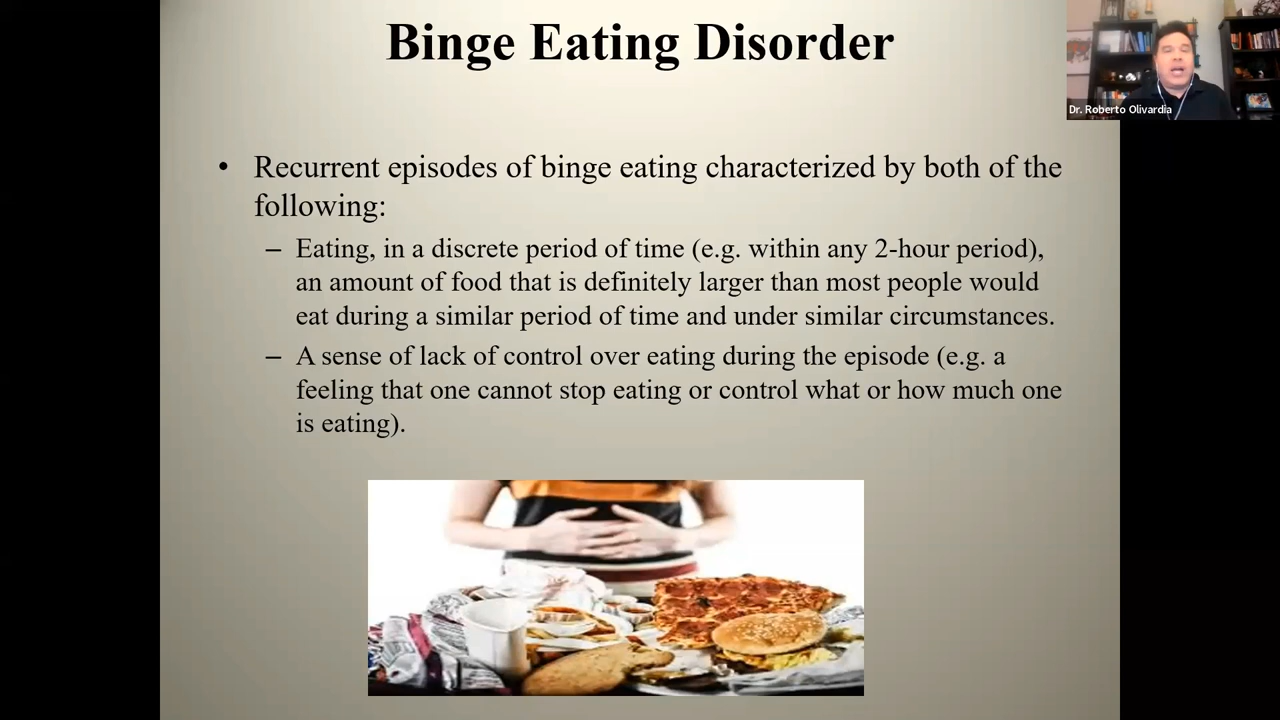 Binge Eating Disorder
Dr. Roberto Olivardia
• Recurrent episodes of binge eating characterized by both of the
following:
– Eating, in a discrete period of time (e.g. within any 2-hour period),
an amount of food that is definitely larger than most people would
eat during a similar period of time and under similar circumstances.
– A sense of lack of control over eating during the episode (e.g. a
feeling that one cannot stop eating or control what or how much one
is eating).